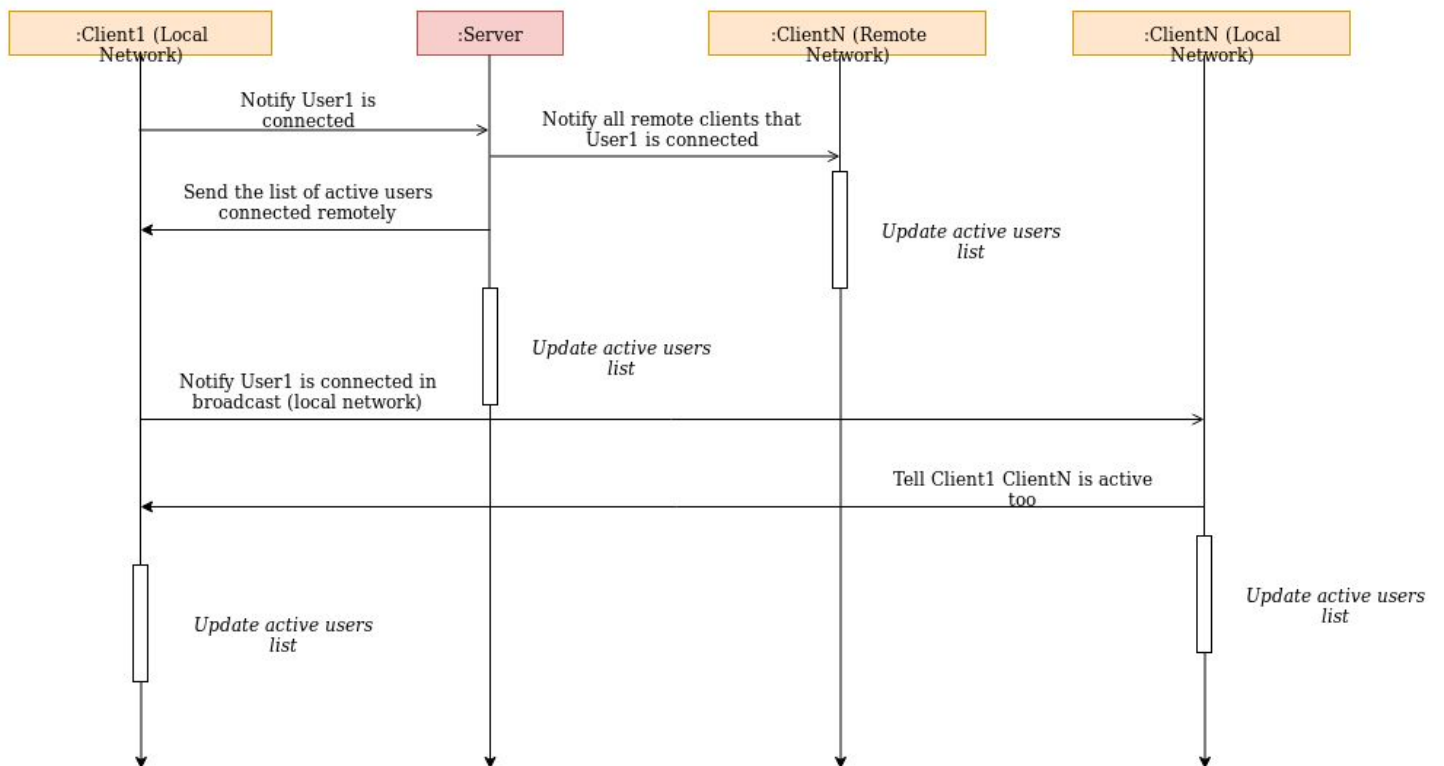 :Client1 (Local
Network)
:Server
:ClientN (Remote
Network)
:ClientN (Local
Network)
Notify User1 is
connected
Notify all remote clients that
User1 is connected
Send the list of active users
connected remotely
Update active users
list
Update active users
list
Notify User1 is connected in
broadcast (local network)
Tell Client1 ClientN is active
too
Update active users
list
Update active users
list